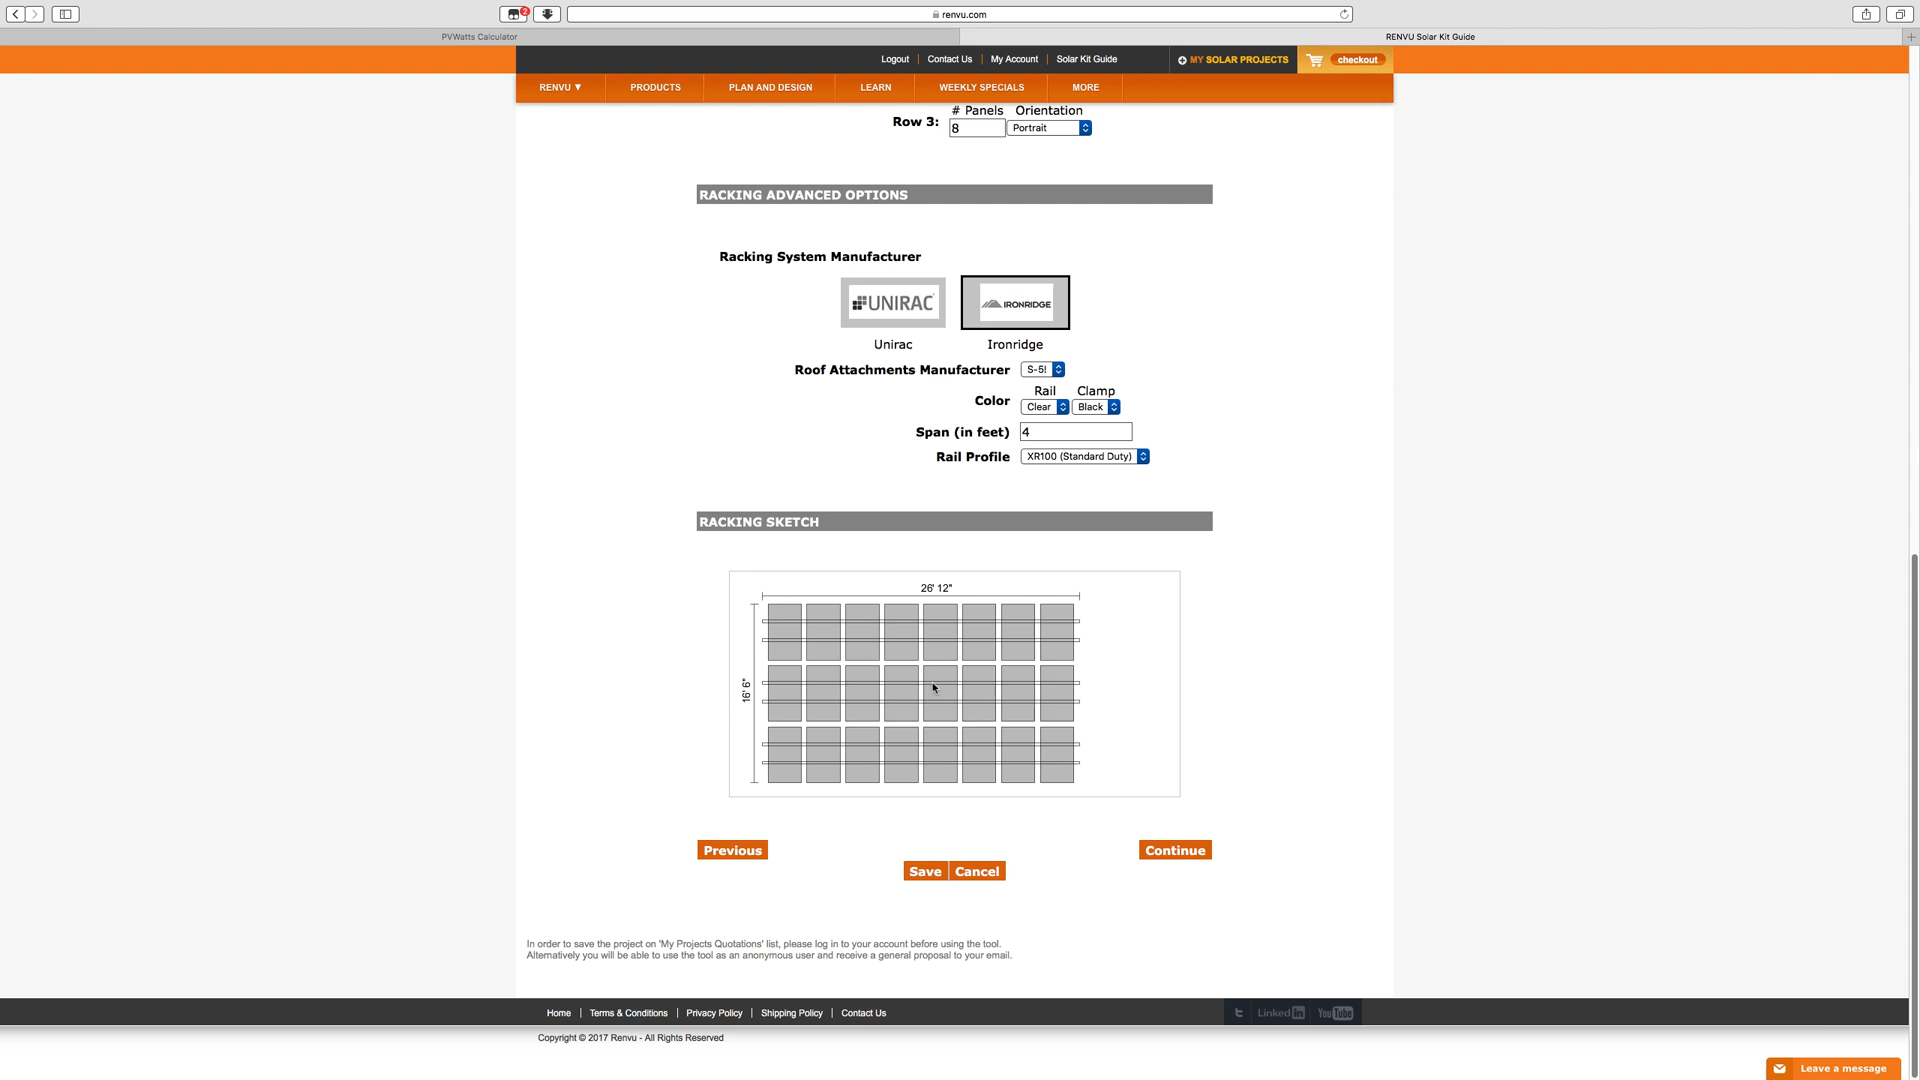 2
renvu.com
PVWatts Calculator
RENVU Solar Kit Guide
Logout
Contact Us
My Account
Solar Kit Guide
MY SOLAR PROJECTS
checkout
RENVU ▼
PRODUCTS
PLAN AND DESIGN
LEARN
WEEKLY SPECIALS
MORE
# Panels Orientation
Row 3: 8 Portrait
RACKING ADVANCED OPTIONS
Racking System Manufacturer
UNIRAC
IRONRIDGE
Unirac
Ironridge
Roof Attachments Manufacturer S-5!
Rail Clamp
Color Clear Black
Span (in feet) 4
Rail Profile XR100 (Standard Duty)
RACKING SKETCH
26' 12"
16' 6"
Previous
Continue
Save Cancel
In order to save the project on 'My Projects Quotations' list, please log in to your account before using the tool.
Alternatively you will be able to use the tool as an anonymous user and receive a general proposal to your email.
Home | Terms & Conditions | Privacy Policy | Shipping Policy | Contact Us
t Linked in YouTube
Copyright © 2017 Renvu - All Rights Reserved
Leave a message